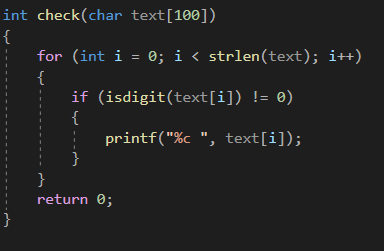 int check(char text[100])
{
for (int i = 0; i < strlen(text); i++)
{
if (isdigit(text[i]) != 0)
{
printf("%c ", text[i]);
}
}
return 0;
}